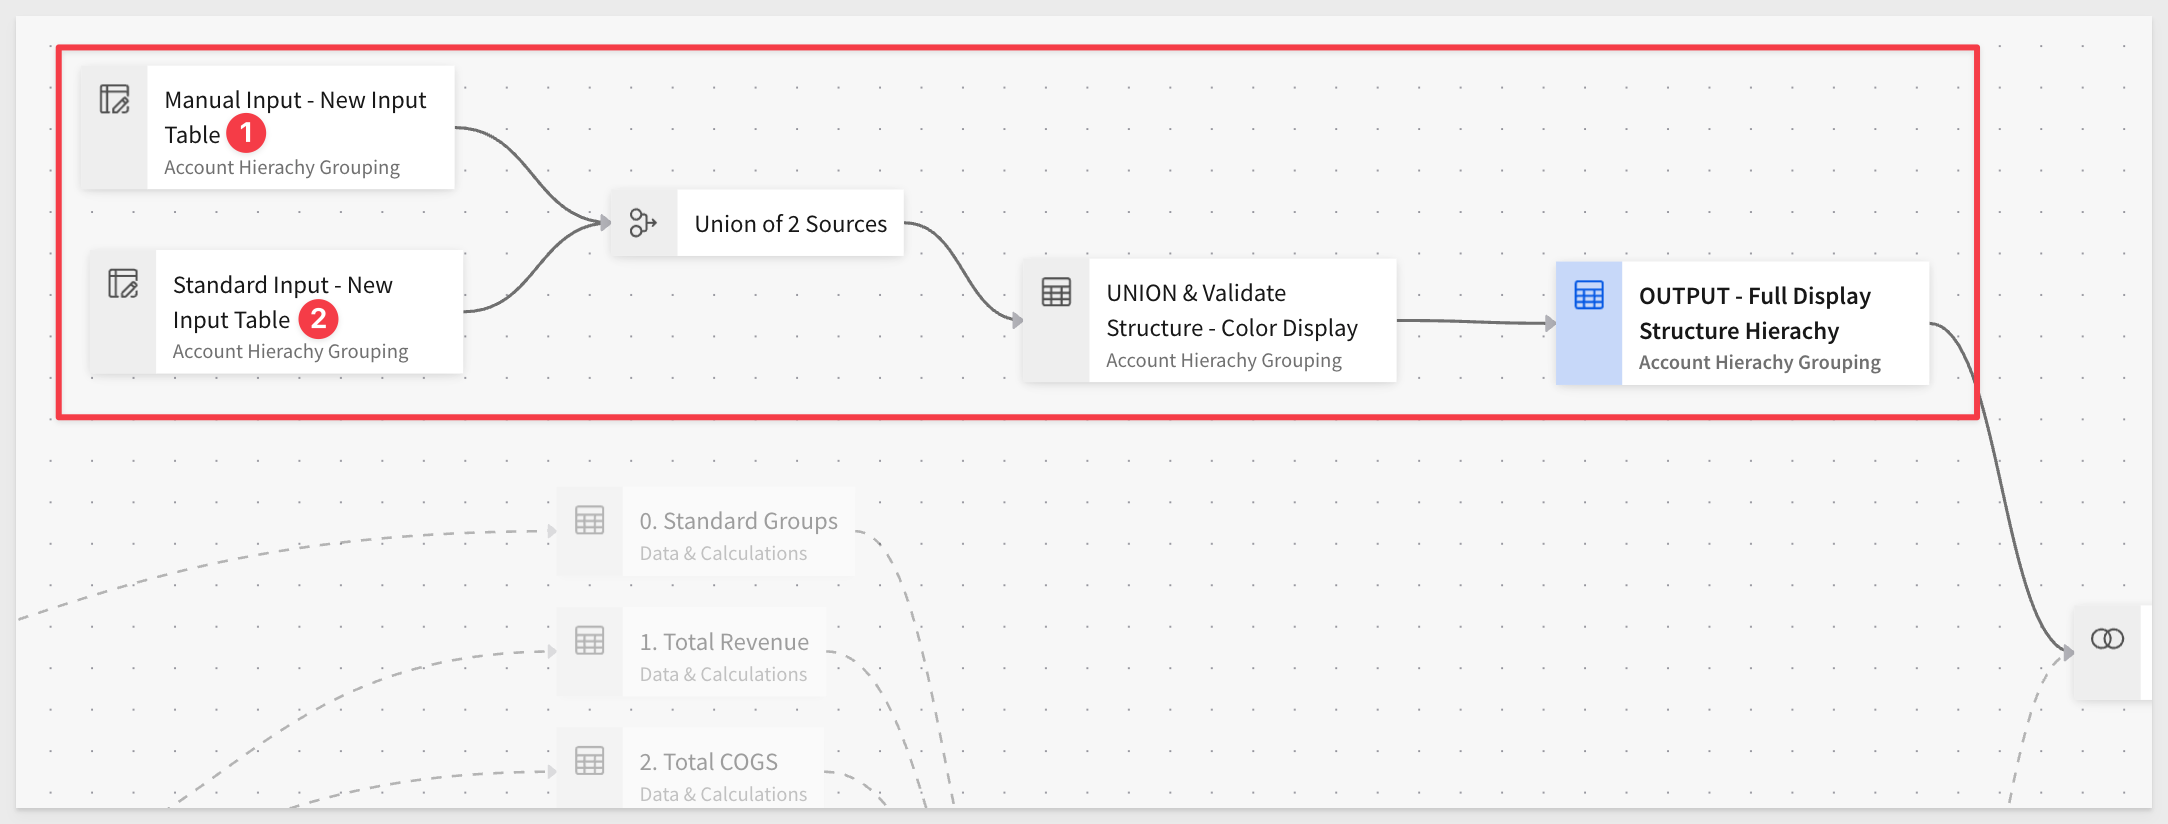 Manual Input - New Input
Table 1
Account Hierachy Grouping
Standard Input - New
Input Table 2
Account Hierachy Grouping
Union of 2 Sources
UNION & Validate
Structure - Color Display
Account Hierachy Grouping
OUTPUT - Full Display
Structure Hierachy
Account Hierachy Grouping
0. Standard Groups
Data & Calculations
1. Total Revenue
Data & Calculations
2. Total COGS
Data & Calculations